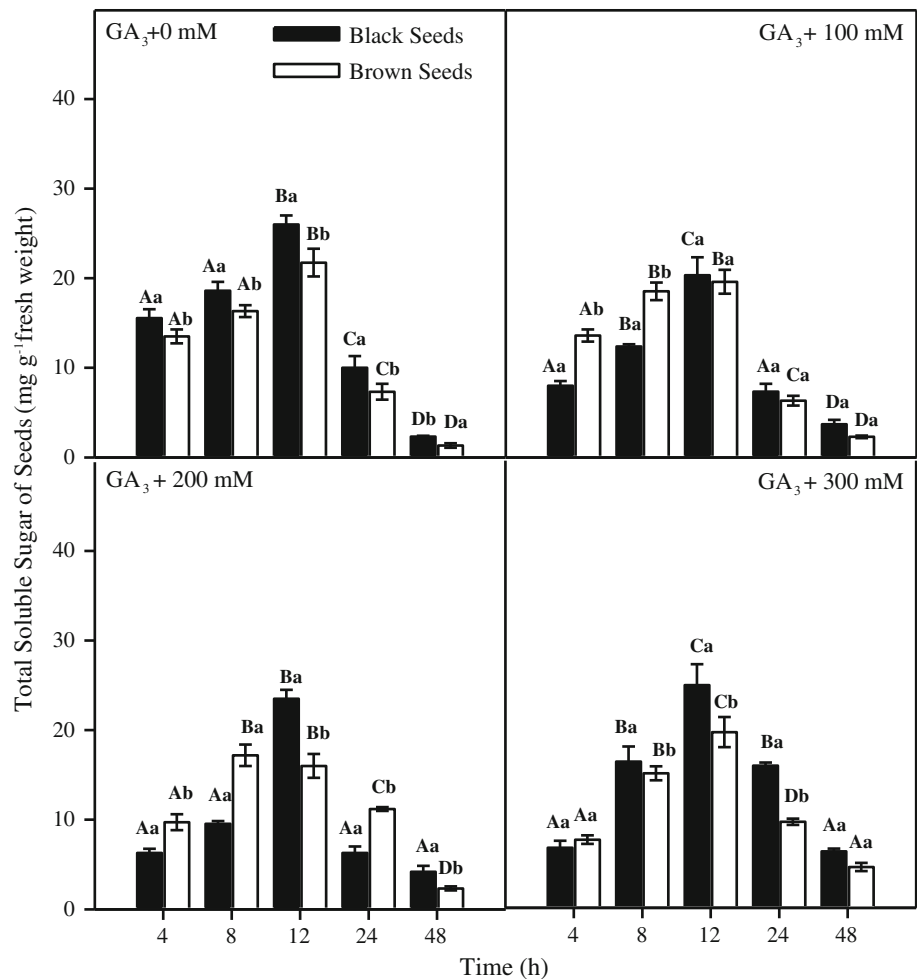 GA₃+0 mM
Black Seeds
Brown Seeds
GA₃+ 100 mM
Total Soluble Sugar of Seeds (mg g⁻¹fresh weight)
40
30
20
10
0
Aa
Ab
Aa
Ab
Ba
Bb
Ca
Cb
Db
Da
Aa
Ab
Ba
Bb
Ca
Ba
Aa
Ca
Da
Da
GA₃+ 200 mM
GA₃+ 300 mM
40
30
20
10
0
Aa
Ab
Aa
Ba
Ba
Bb
Aa
Cb
Aa
Db
Aa
Aa
Ba
Bb
Ca
Cb
Ba
Db
Aa
Aa
4 8 12 24 48
4 8 12 24 48
Time (h)